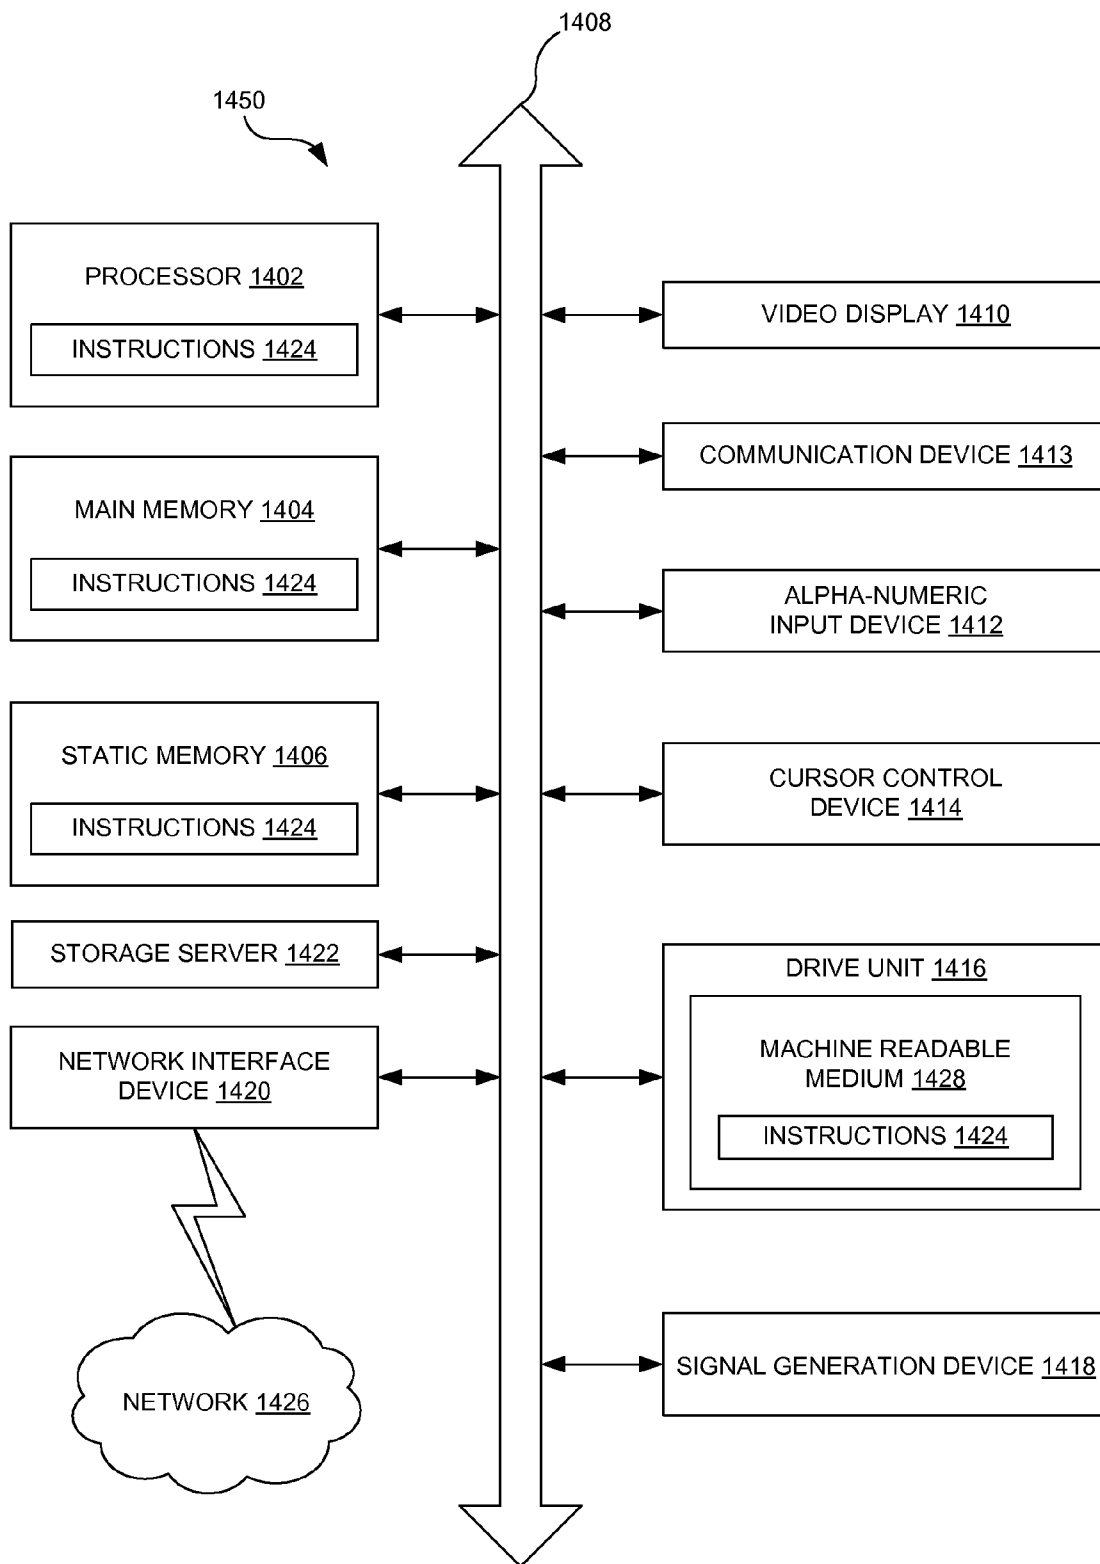 1408
1450
PROCESSOR 1402
INSTRUCTIONS 1424
MAIN MEMORY 1404
INSTRUCTIONS 1424
STATIC MEMORY 1406
INSTRUCTIONS 1424
STORAGE SERVER 1422
NETWORK INTERFACE
DEVICE 1420
NETWORK 1426
VIDEO DISPLAY 1410
COMMUNICATION DEVICE 1413
ALPHA-NUMERIC
INPUT DEVICE 1412
CURSOR CONTROL
DEVICE 1414
DRIVE UNIT 1416
MACHINE READABLE
MEDIUM 1428
INSTRUCTIONS 1424
SIGNAL GENERATION DEVICE 1418